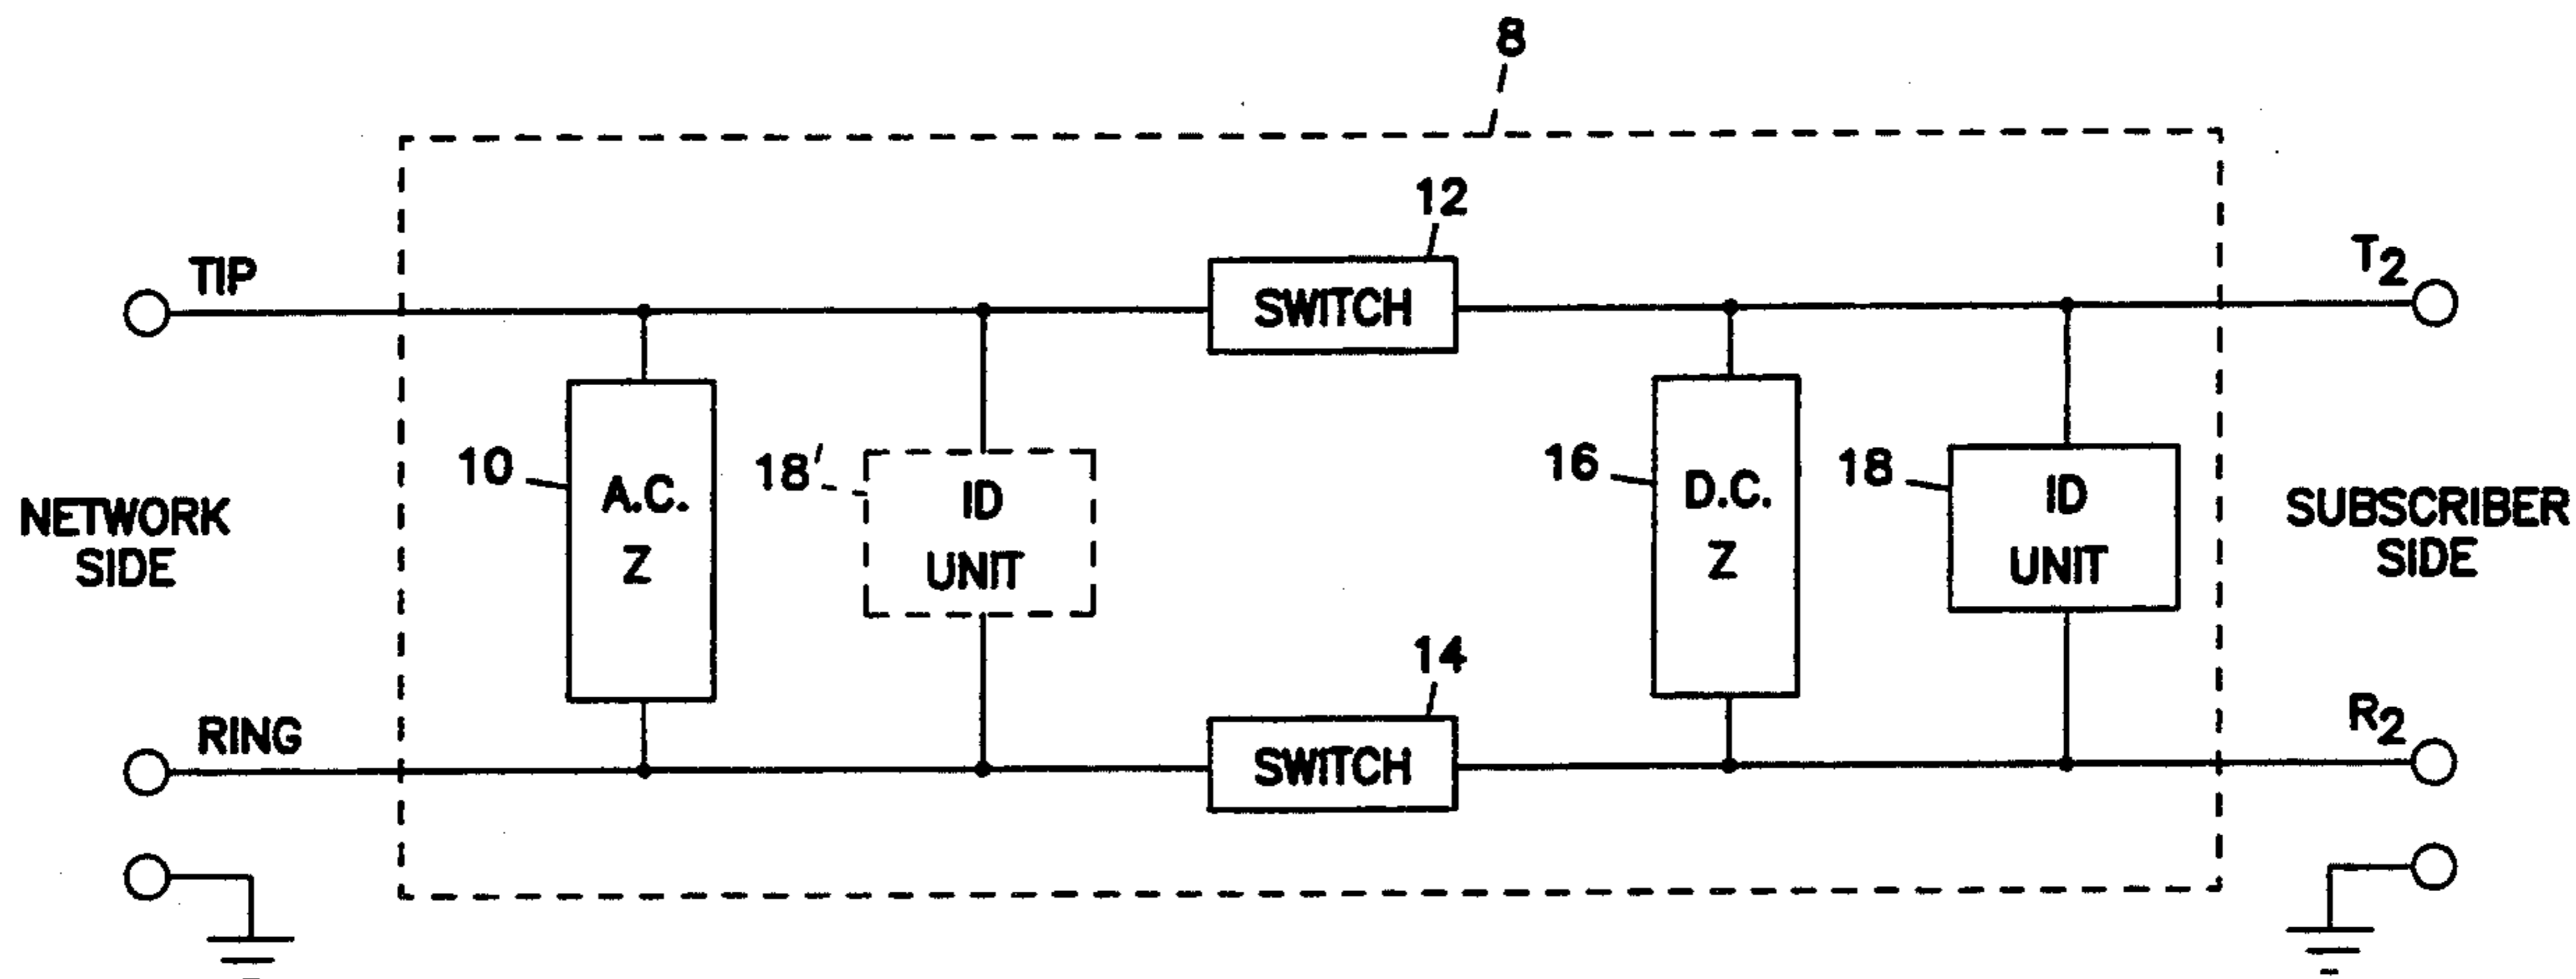 8
12
TIP
SWITCH
T2
10
A.C.
Z
18'
ID
UNIT
16
D.C.
Z
18
ID
UNIT
NETWORK
SIDE
SUBSCRIBER
SIDE
14
RING
SWITCH
R2